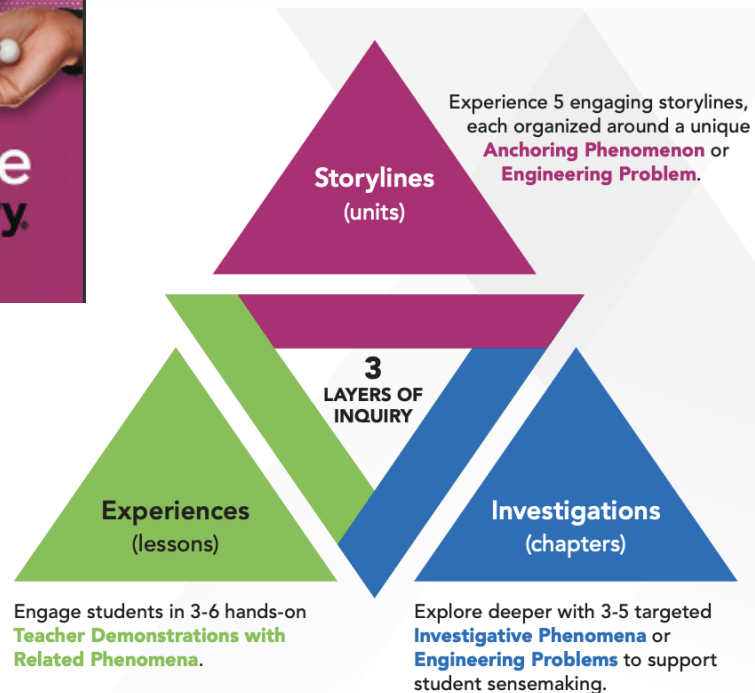 e
y®
Storylines
(units)
Experience 5 engaging storylines,
each organized around a unique
Anchoring Phenomenon or
Engineering Problem.
3
LAYERS OF
INQUIRY
Experiences
(lessons)
Engage students in 3-6 hands-on
Teacher Demonstrations with
Related Phenomena.
Investigations
(chapters)
Explore deeper with 3-5 targeted
Investigative Phenomena or
Engineering Problems to support
student sensemaking.